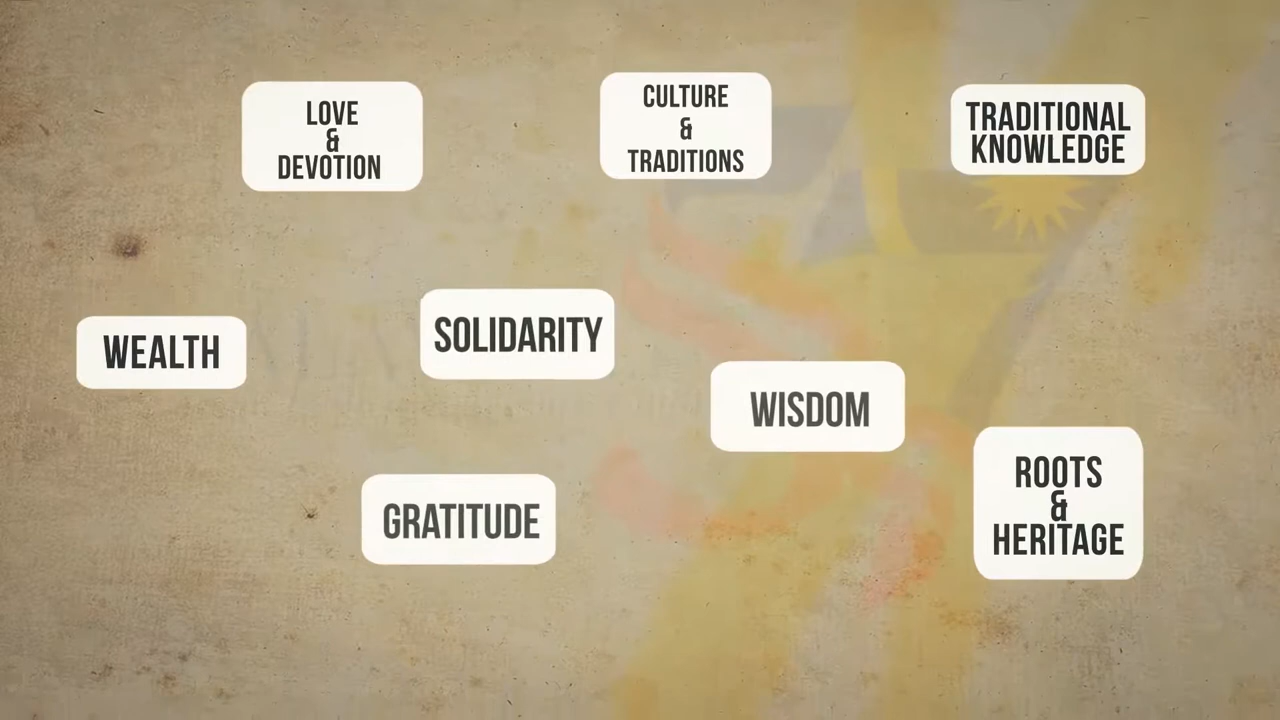 LOVE
&
DEVOTION
CULTURE
&
TRADITIONS
TRADITIONAL
KNOWLEDGE
WEALTH
SOLIDARITY
WISDOM
GRATITUDE
ROOTS
&
HERITAGE